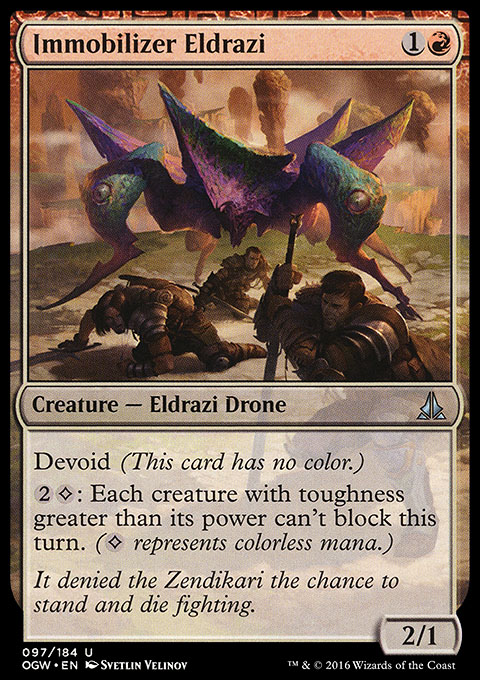 Immobilizer Eldrazi 1
Creature — Eldrazi Drone
Devoid (This card has no color.)
2 : Each creature with toughness
greater than its power can't block this
turn. ( represents colorless mana.)
It denied the Zendikari the chance to
stand and die fighting.
2/1
097/184 U
OGW • EN Svetlin Velinov
™ & © 2016 Wizards of the Coast